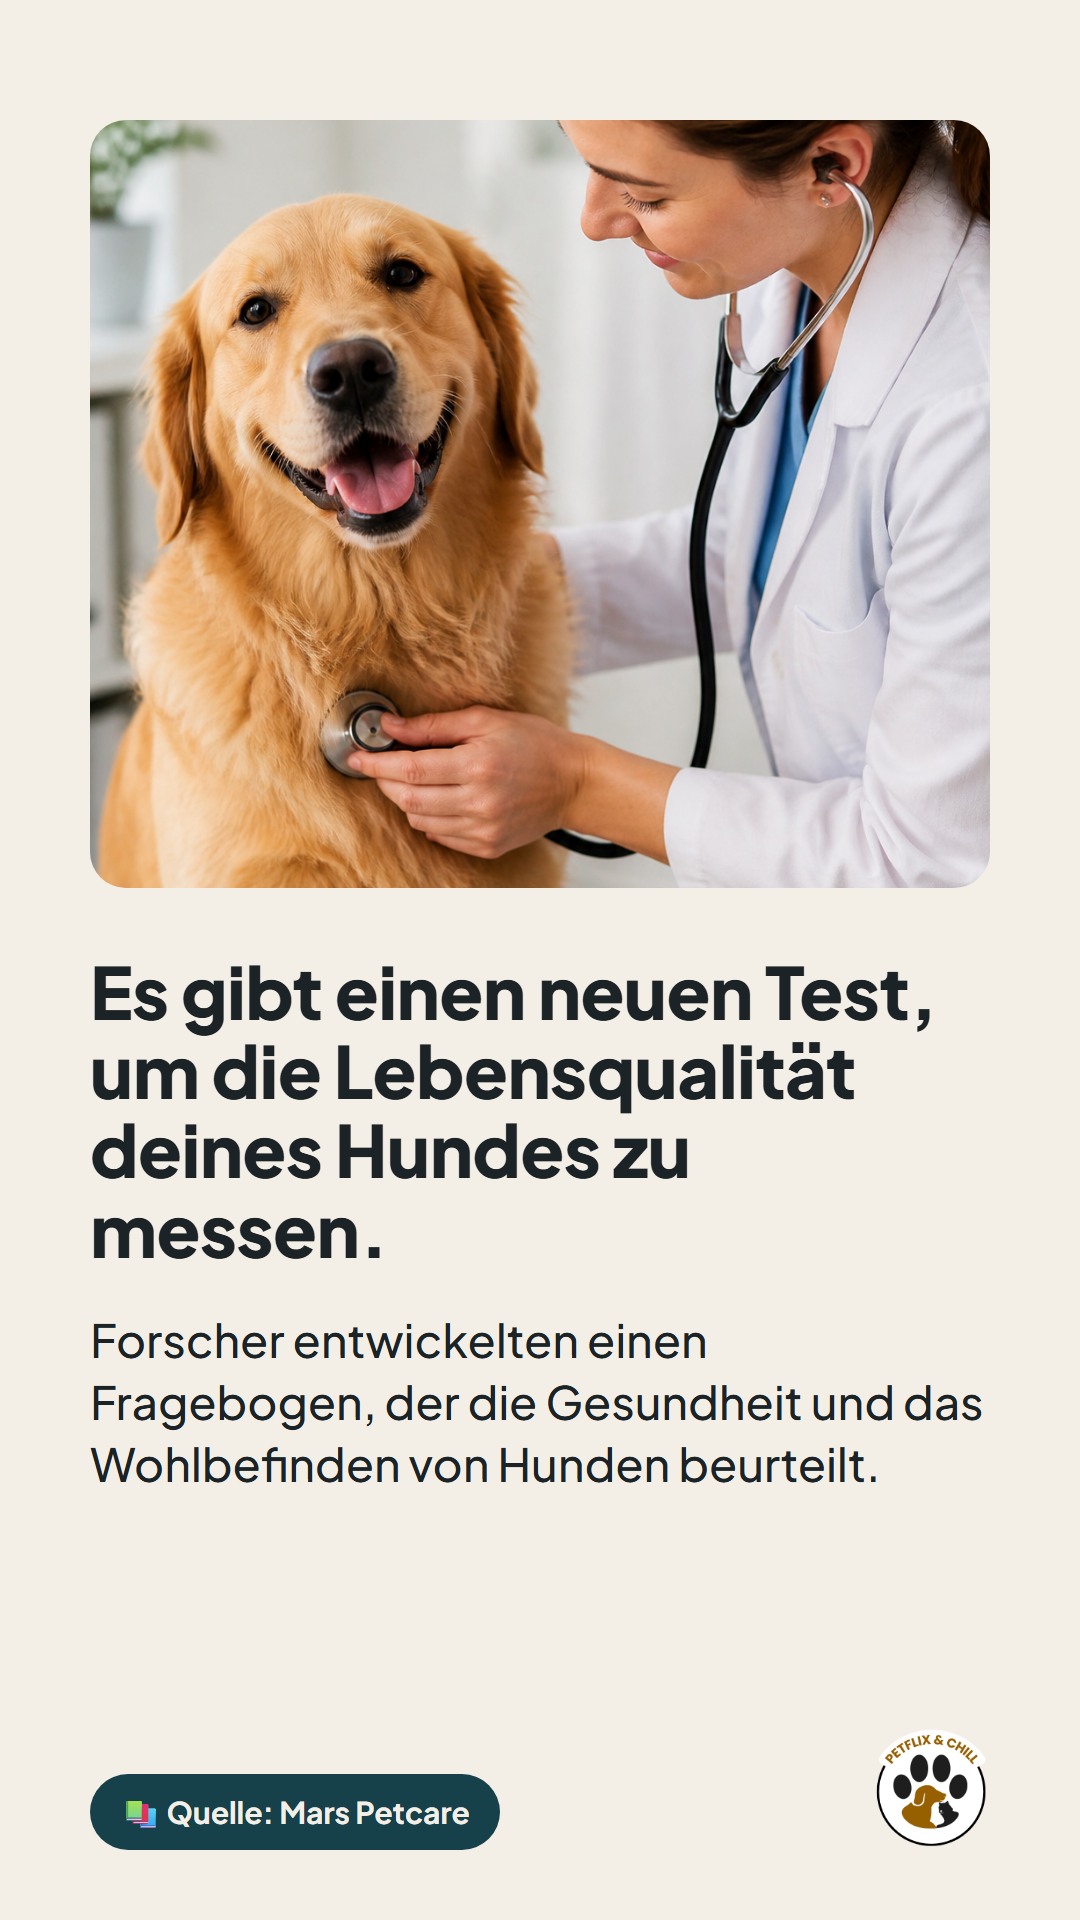 Es gibt einen neuen Test,
um die Lebensqualität
deines Hundes zu
messen.
Forscher entwickelten einen
Fragebogen, der die Gesundheit und das
Wohlbefinden von Hunden beurteilt.
PETFLIX & CHILL
Quelle: Mars Petcare